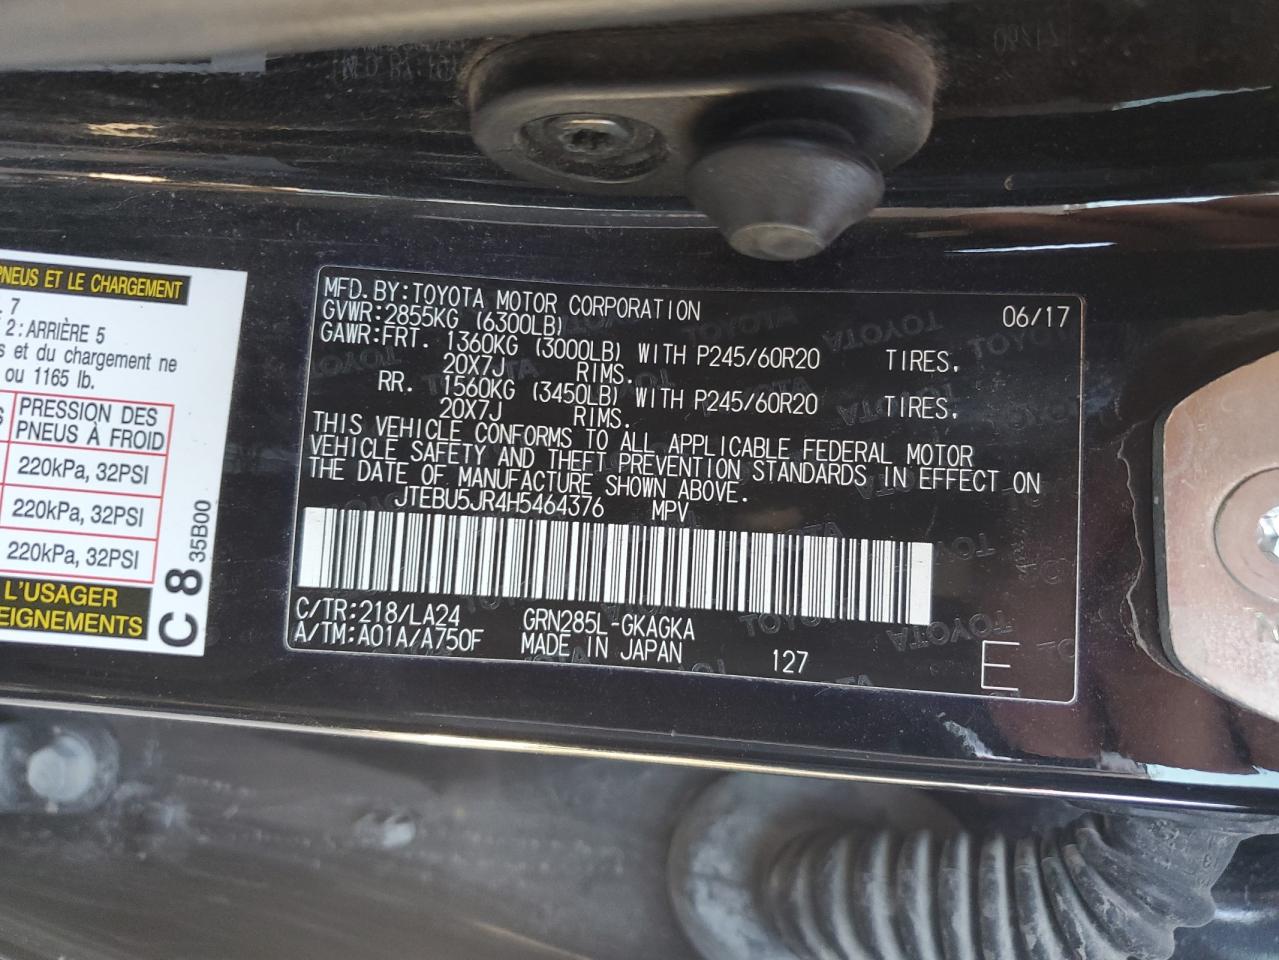 PNEUS ET LE CHARGEMENT
7
2 : ARRIÈRE 5
et du chargement ne
ou 1165 lb.
PRESSION DES
PNEUS À FROID
220kPa, 32PSI
220kPa, 32PSI
220kPa, 32PSI
L'USAGER
EIGNEMENTS
C 8 35B00
MFD. BY: TOYOTA MOTOR CORPORATION 06/17
GVWR: 2855KG (6300LB)
GAWR: FRT. 1360KG (3000LB) WITH P245/60R20 TIRES,
20X7J RIMS.
RR. 1560KG (3450LB) WITH P245/60R20 TIRES,
20X7J RIMS.
THIS VEHICLE CONFORMS TO ALL APPLICABLE FEDERAL MOTOR
VEHICLE SAFETY AND THEFT PREVENTION STANDARDS IN EFFECT ON
THE DATE OF MANUFACTURE SHOWN ABOVE.
JTEBU5JR4H5464376 MPV
C/TR: 218/LA24 GRN285L-GKAGKA
A/TM: A01A/A750F MADE IN JAPAN 127 E